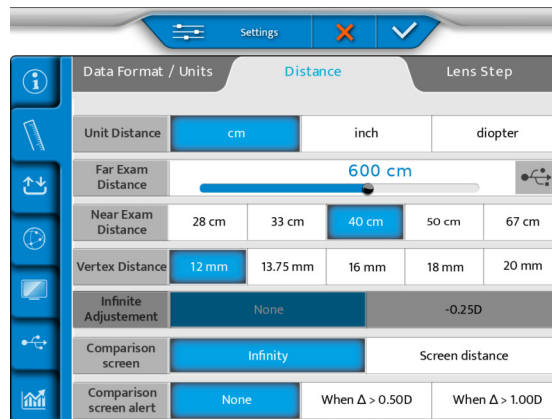 Settings
Data Format / Units Distance Lens Step
Unit Distance cm inch diopter
Far Exam
Distance 600 cm
Near Exam
Distance 28 cm 33 cm 40 cm 50 cm 67 cm
Vertex Distance 12 mm 13.75 mm 16 mm 18 mm 20 mm
Infinite
Adjustement None -0.25D
Comparison
screen Infinity Screen distance
Comparison
screen alert None When Δ > 0.50D When Δ > 1.00D